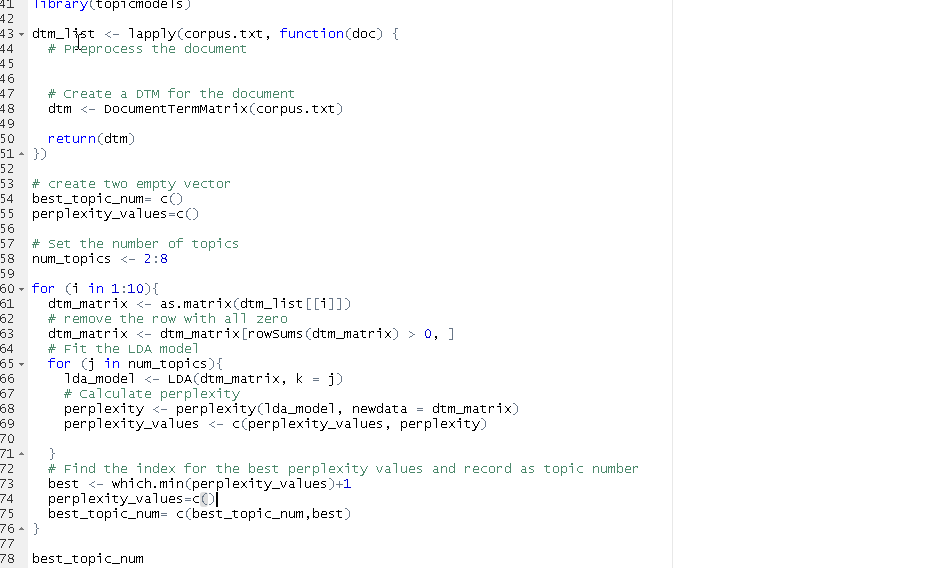 41 library(topicmodels)
42
43 dtm_list <- lapply(corpus.txt, function(doc) {
44   # Preprocess the document
45
46
47   # Create a DTM for the document
48   dtm <- DocumentTermMatrix(corpus.txt)
49
50   return(dtm)
51 })
52
53 # create two empty vector
54 best_topic_num= c()
55 perplexity_values=c()
56
57 # Set the number of topics
58 num_topics <- 2:8
59
60 for (i in 1:10){
61   dtm_matrix <- as.matrix(dtm_list[[i]])
62   # remove the row with all zero
63   dtm_matrix <- dtm_matrix[rowSums(dtm_matrix) > 0, ]
64   # Fit the LDA model
65   for (j in num_topics){
66     lda_model <- LDA(dtm_matrix, k = j)
67     # Calculate perplexity
68     perplexity <- perplexity(lda_model, newdata = dtm_matrix)
69     perplexity_values <- c(perplexity_values, perplexity)
70
71   }
72   # Find the index for the best perplexity values and record as topic number
73   best <- which.min(perplexity_values)+1
74   perplexity_values=c()
75   best_topic_num= c(best_topic_num,best)
76 }
77
78 best_topic_num